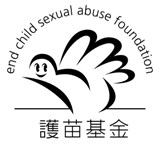 end child sexual abuse foundation
護苗基金